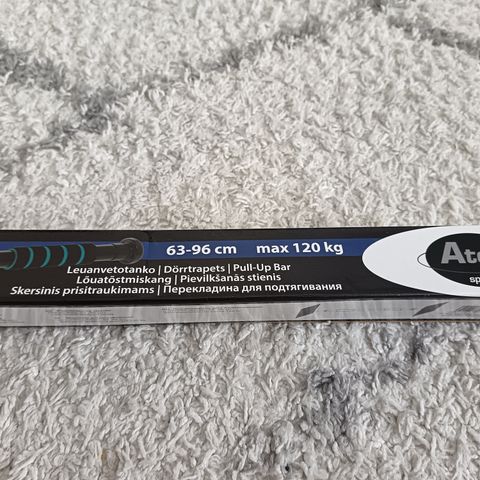 63-96 cm max 120 kg
Leuanvetotanko | Dörrtrapets | Pull-Up Bar
Lõuatõstmiskang | Pievilkšanās stienis
Skersinis prisitraukimams | Перекладина для подтягивания